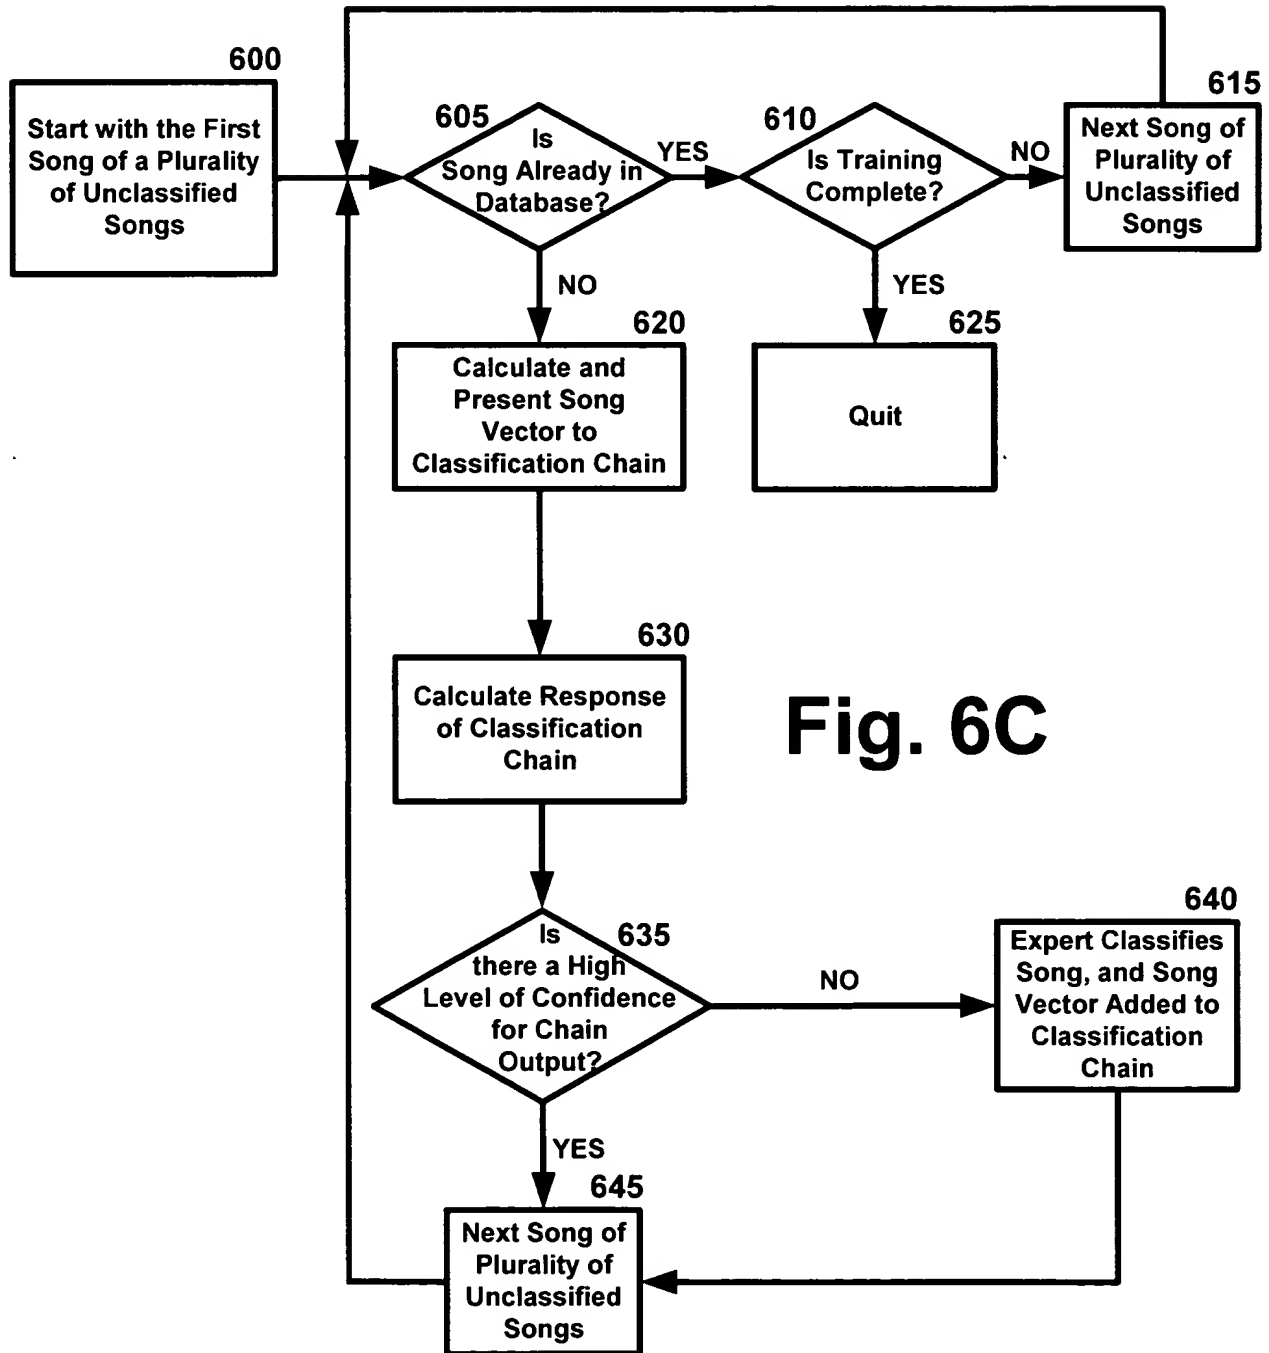 600
Start with the First
Song of a Plurality
of Unclassified
Songs
605
Is
Song Already in
Database?
YES
610
Is Training
Complete?
NO
615
Next Song of
Plurality of
Unclassified
Songs
NO
YES
620
Calculate and
Present Song
Vector to
Classification Chain
625
Quit
630
Calculate Response
of Classification
Chain
Fig. 6C
635
Is
there a High
Level of Confidence
for Chain
Output?
NO
640
Expert Classifies
Song, and Song
Vector Added to
Classification
Chain
YES
645
Next Song of
Plurality of
Unclassified
Songs